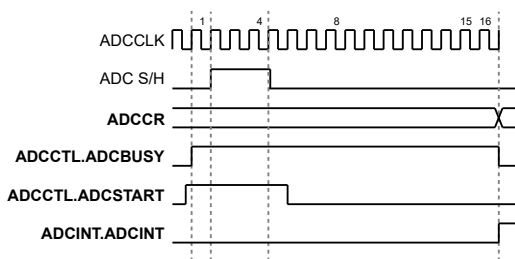 1 4 8 15 16
ADCCLK
ADC S/H
ADCCR
ADCCTL.ADCBUSY
ADCCTL.ADCSTART
ADCINT.ADCINT